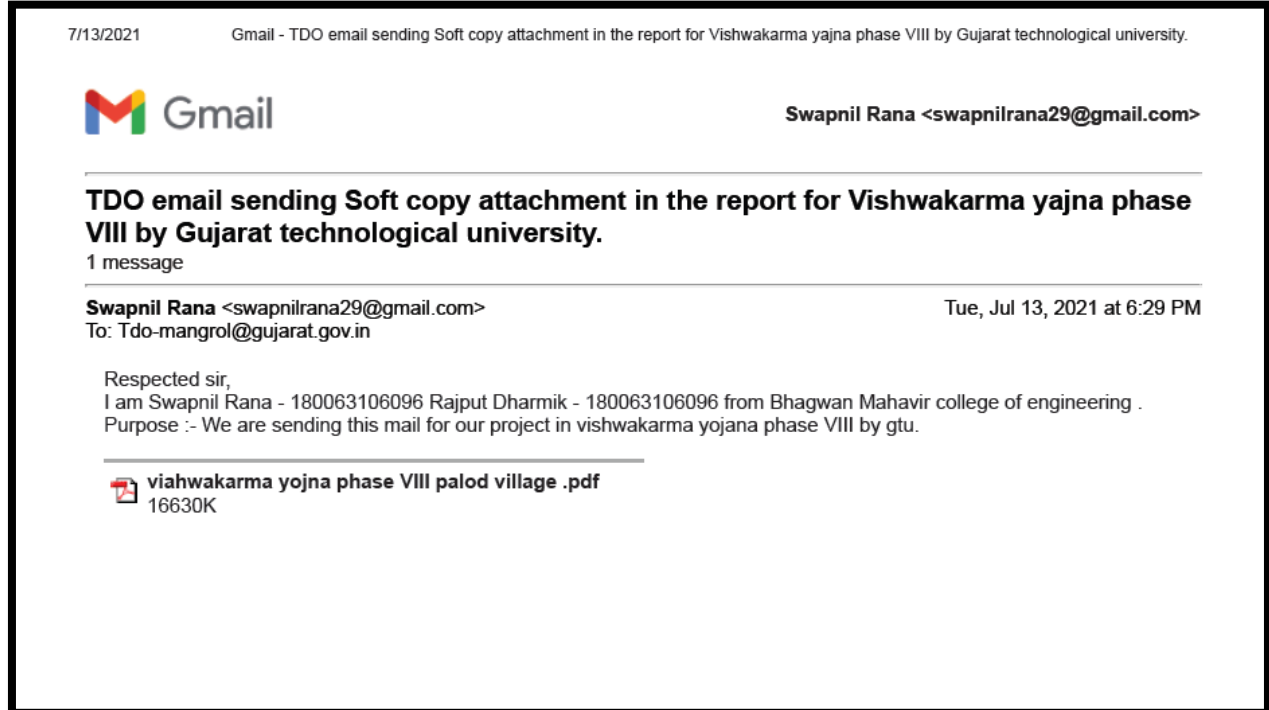 7/13/2021 Gmail - TDO email sending Soft copy attachment in the report for Vishwakarma yajna phase VIII by Gujarat technological university.
Gmail Swapnil Rana <swapnilrana29@gmail.com>
TDO email sending Soft copy attachment in the report for Vishwakarma yajna phase
VIII by Gujarat technological university.
1 message
Swapnil Rana <swapnilrana29@gmail.com> Tue, Jul 13, 2021 at 6:29 PM
To: Tdo-mangrol@gujarat.gov.in
Respected sir,
I am Swapnil Rana - 180063106096 Rajput Dharmik - 180063106096 from Bhagwan Mahavir college of engineering .
Purpose :- We are sending this mail for our project in vishwakarma yojana phase VIII by gtu.
viahwakarma yojna phase VIII palod village .pdf
16630K